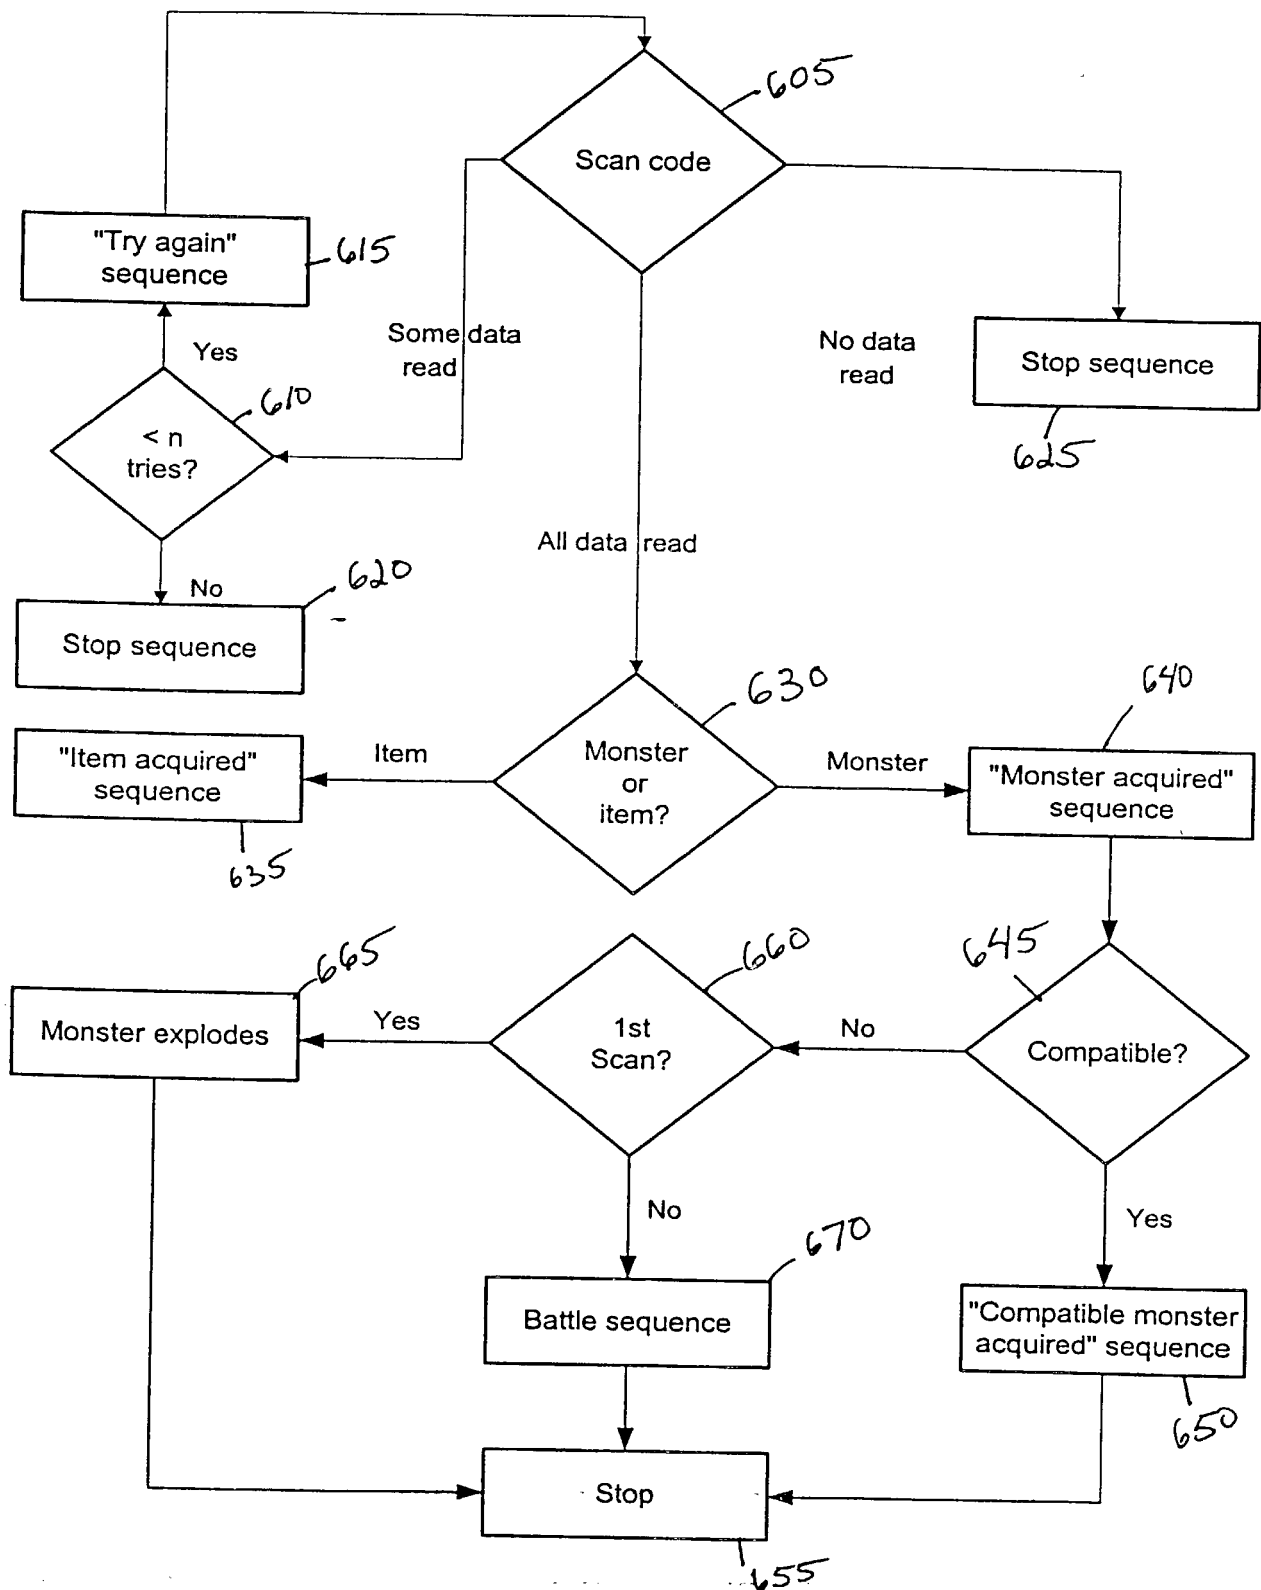 605
Scan code
"Try again"
sequence
615
Some data
read
No data
read
Stop sequence
625
Yes
610
< n
tries?
All data read
No
620
Stop sequence
630
640
"Item acquired"
sequence
635
Item
Monster
or
item?
Monster
"Monster acquired"
sequence
645
660
665
Monster explodes
Yes
1st
Scan?
No
Compatible?
No
Yes
670
Battle sequence
"Compatible monster
acquired" sequence
650
Stop
655